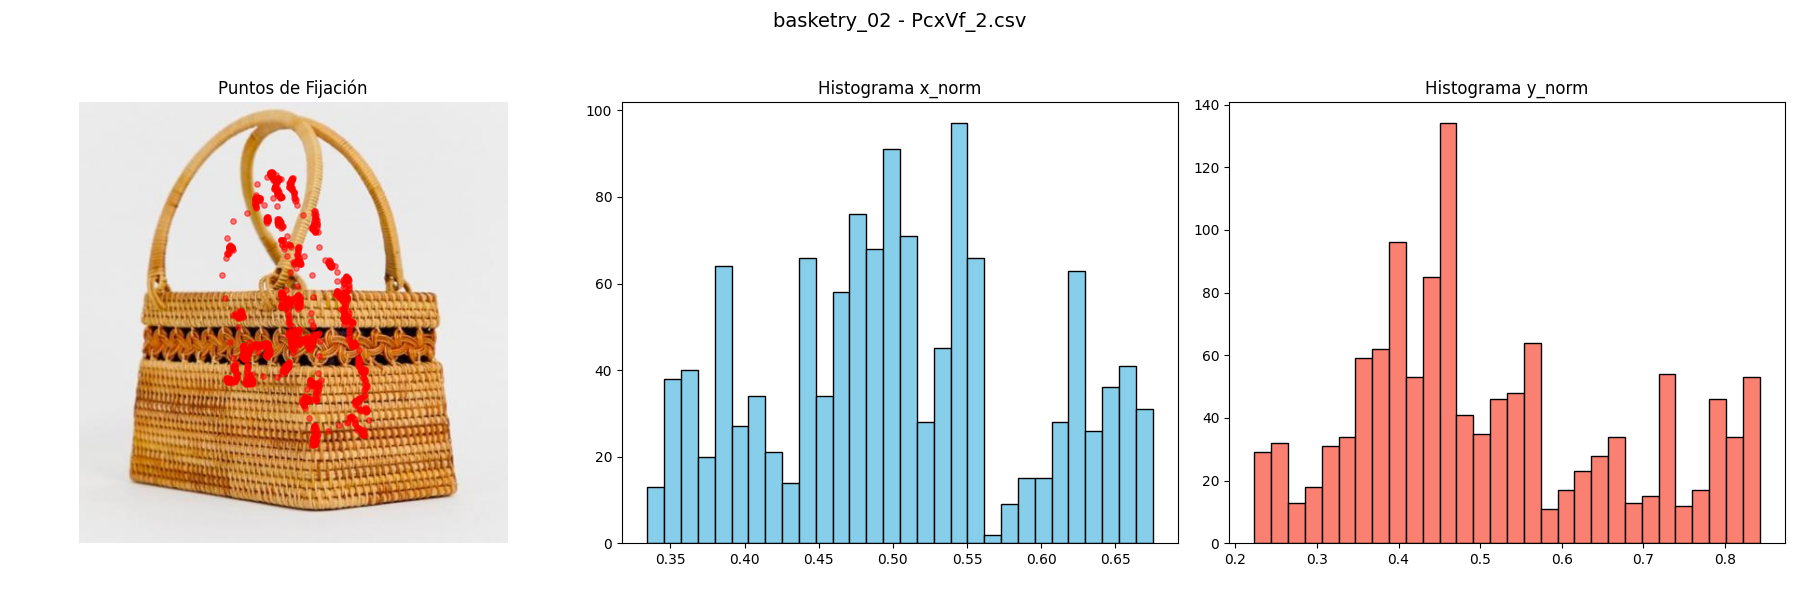 basketry_02 - PcxVf_2.csv
Puntos de Fijación
Histograma x_norm
100
80
60
40
20
0
0.35 0.40 0.45 0.50 0.55 0.60 0.65
Histograma y_norm
140
120
100
80
60
40
20
0
0.2 0.3 0.4 0.5 0.6 0.7 0.8